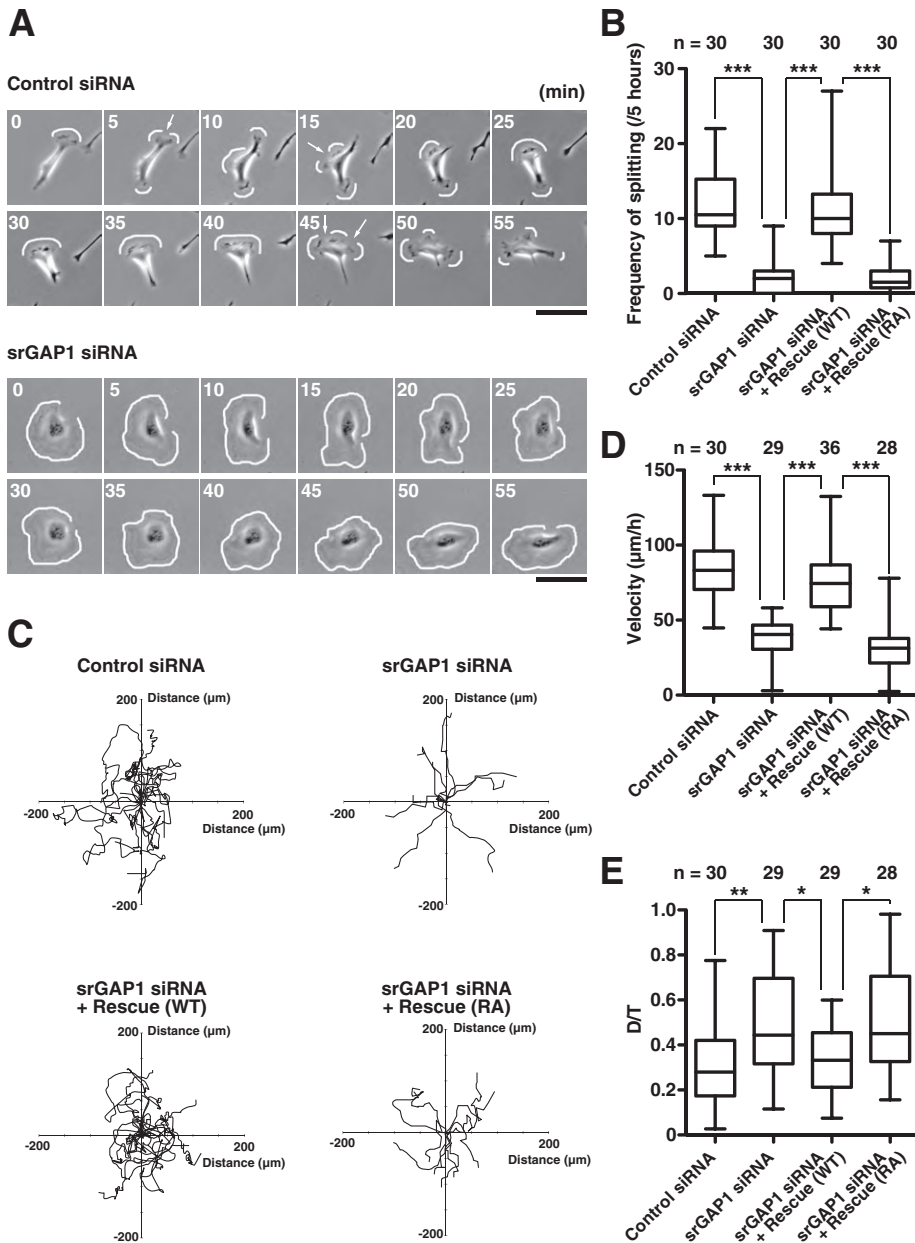 A
Control siRNA
(min)
0 5 10 15 20 25
30 35 40 45 50 55
srGAP1 siRNA
0 5 10 15 20 25
30 35 40 45 50 55
B
n = 30 30 30 30
*** *** ***
Frequency of splitting (/5 hours)
30
20
10
0
Control siRNA
srGAP1 siRNA
srGAP1 siRNA
+ Rescue (WT)
srGAP1 siRNA
+ Rescue (RA)
C
Control siRNA
200
Distance (µm)
-200
200
Distance (µm)
-200
srGAP1 siRNA
200
Distance (µm)
-200
200
Distance (µm)
-200
srGAP1 siRNA
+ Rescue (WT)
200
Distance (µm)
-200
200
Distance (µm)
-200
srGAP1 siRNA
+ Rescue (RA)
200
Distance (µm)
-200
200
Distance (µm)
-200
D
n = 30 29 36 28
*** *** ***
Velocity (µm/h)
150
100
50
0
Control siRNA
srGAP1 siRNA
srGAP1 siRNA
+ Rescue (WT)
srGAP1 siRNA
+ Rescue (RA)
E
n = 30 29 29 28
** * *
D/T
1.0
0.8
0.6
0.4
0.2
0
Control siRNA
srGAP1 siRNA
srGAP1 siRNA
+ Rescue (WT)
srGAP1 siRNA
+ Rescue (RA)